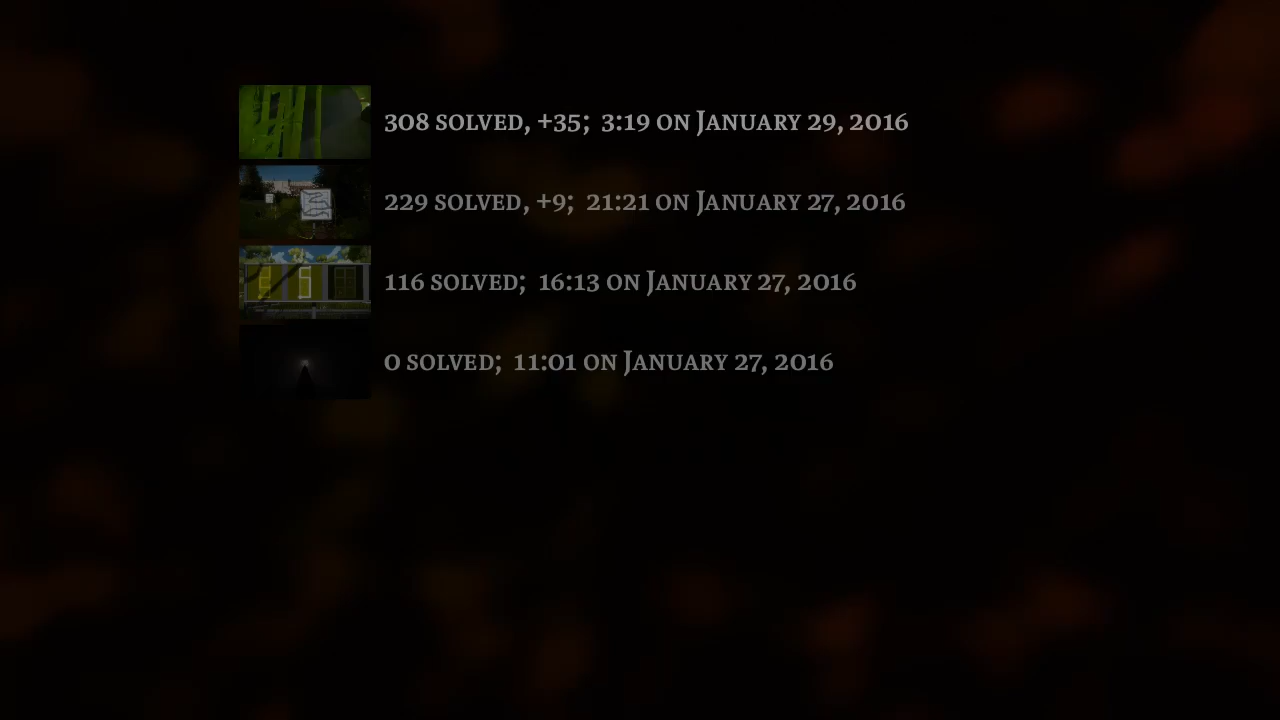 308 solved, +35; 3:19 on January 29, 2016
229 solved, +9; 21:21 on January 27, 2016
116 solved; 16:13 on January 27, 2016
0 solved; 11:01 on January 27, 2016